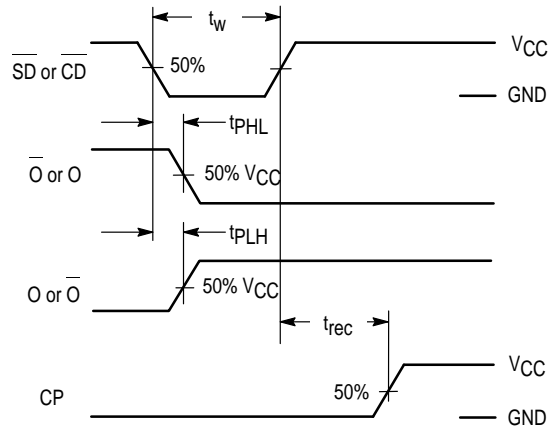 tw
SD or CD
50%
VCC
GND
tPHL
O or O
50% VCC
tPLH
O or O
50% VCC
trec
VCC
50%
CP
GND